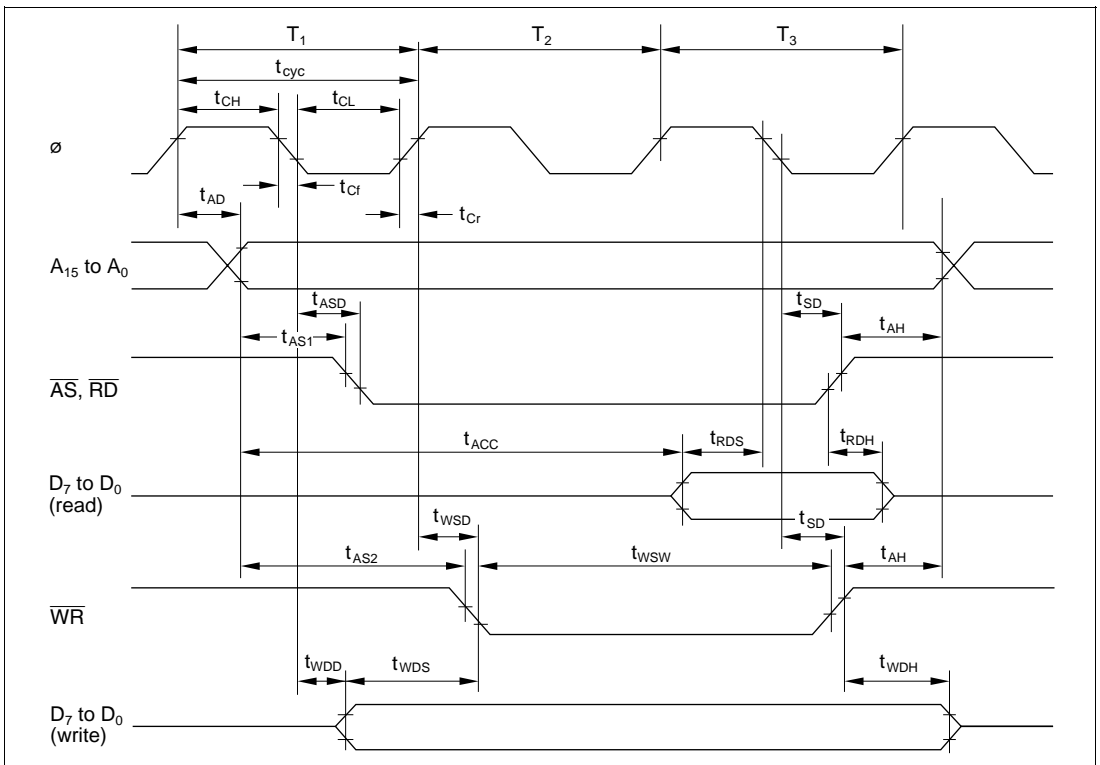 T1 T2 T3
tcyc
tCH tCL
ø
tCf
tAD
tCr
A15 to A0
tASD tSD
tAS1 tAH
AS, RD
tACC tRDS tRDH
D7 to D0
(read)
tWSD tSD
tAS2 tWSW tAH
WR
tWDD tWDS tWDH
D7 to D0
(write)